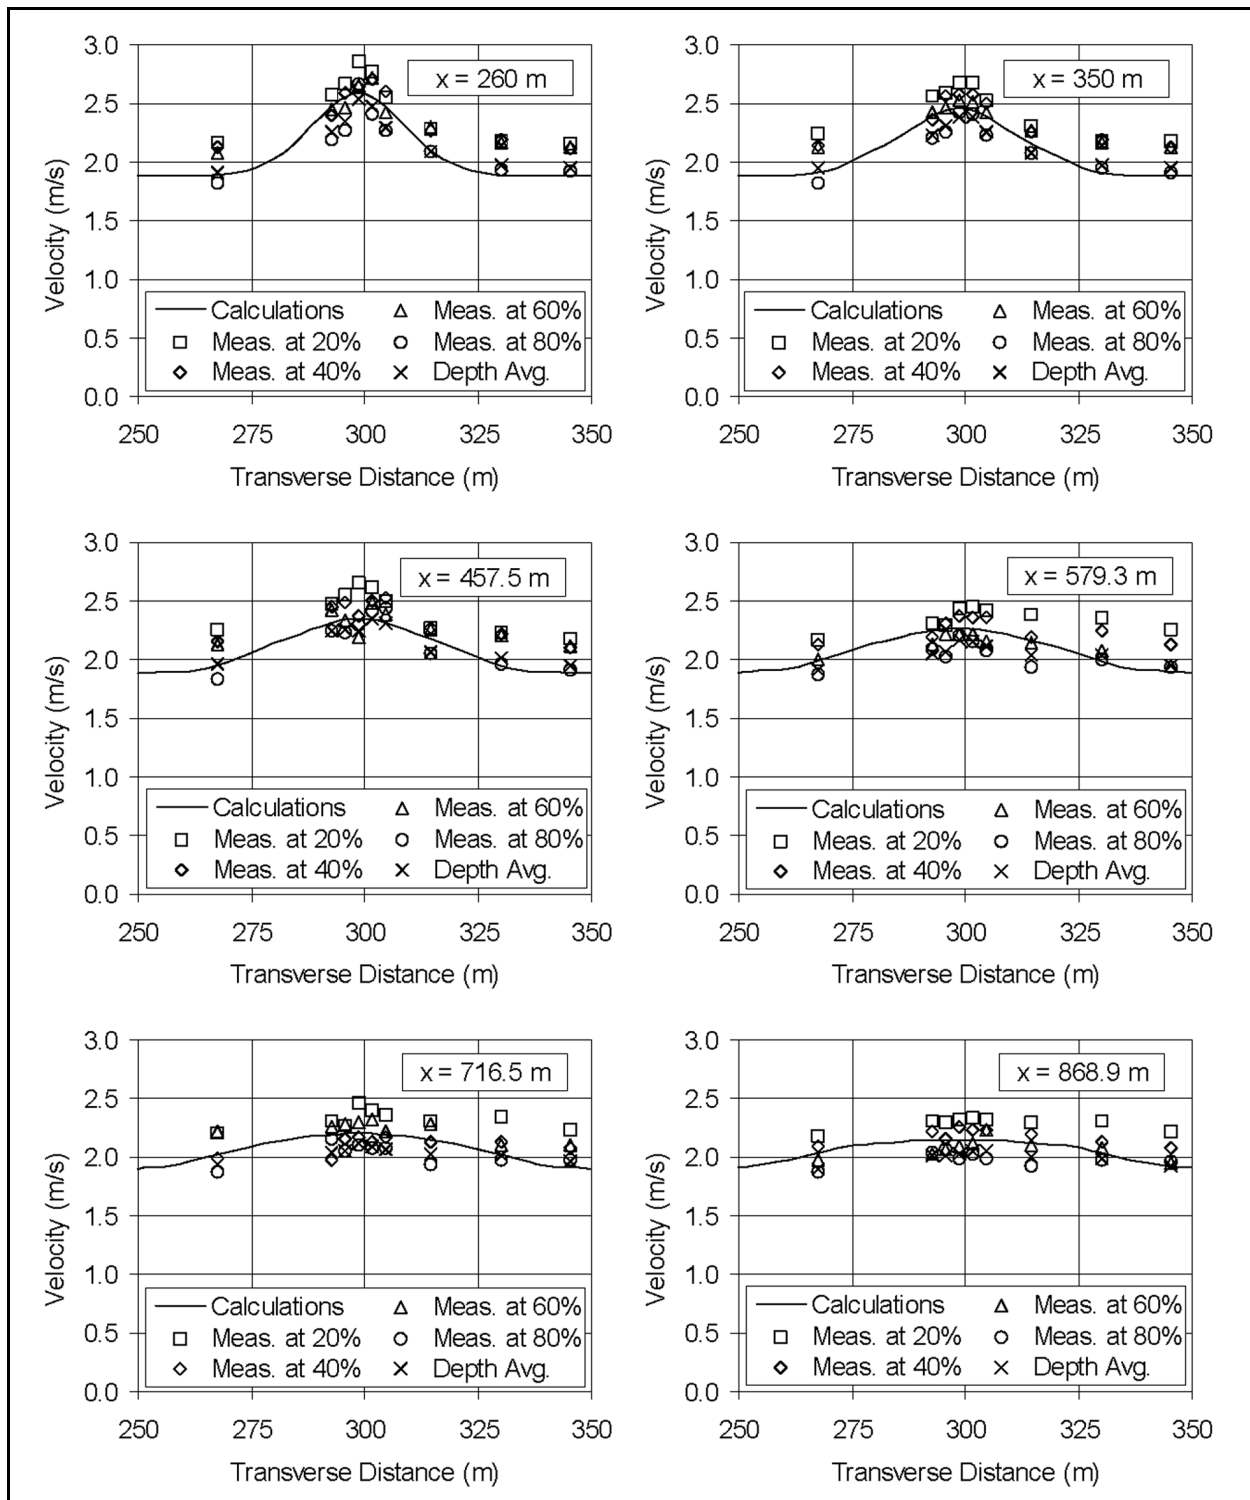 3.0
2.5
2.0
1.5
1.0
0.5
0.0
Velocity (m/s)
x = 260 m
Calculations
Meas. at 60%
Meas. at 20%
Meas. at 80%
Meas. at 40%
Depth Avg.
250 275 300 325 350
Transverse Distance (m)
3.0
2.5
2.0
1.5
1.0
0.5
0.0
Velocity (m/s)
x = 350 m
Calculations
Meas. at 60%
Meas. at 20%
Meas. at 80%
Meas. at 40%
Depth Avg.
250 275 300 325 350
Transverse Distance (m)
3.0
2.5
2.0
1.5
1.0
0.5
0.0
Velocity (m/s)
x = 457.5 m
Calculations
Meas. at 60%
Meas. at 20%
Meas. at 80%
Meas. at 40%
Depth Avg.
250 275 300 325 350
Transverse Distance (m)
3.0
2.5
2.0
1.5
1.0
0.5
0.0
Velocity (m/s)
x = 579.3 m
Calculations
Meas. at 60%
Meas. at 20%
Meas. at 80%
Meas. at 40%
Depth Avg.
250 275 300 325 350
Transverse Distance (m)
3.0
2.5
2.0
1.5
1.0
0.5
0.0
Velocity (m/s)
x = 716.5 m
Calculations
Meas. at 60%
Meas. at 20%
Meas. at 80%
Meas. at 40%
Depth Avg.
250 275 300 325 350
Transverse Distance (m)
3.0
2.5
2.0
1.5
1.0
0.5
0.0
Velocity (m/s)
x = 868.9 m
Calculations
Meas. at 60%
Meas. at 20%
Meas. at 80%
Meas. at 40%
Depth Avg.
250 275 300 325 350
Transverse Distance (m)